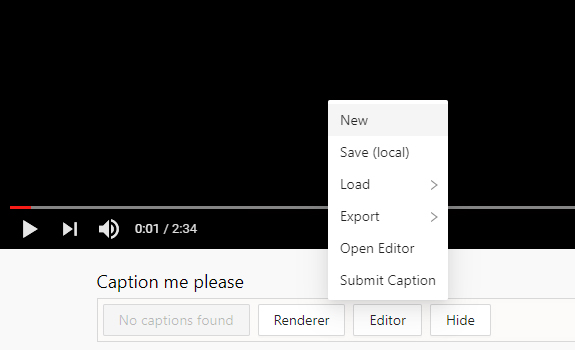 New
Save (local)
Load
Export
Open Editor
Submit Caption
0:01 / 2:34
Caption me please
No captions found
Renderer
Editor
Hide